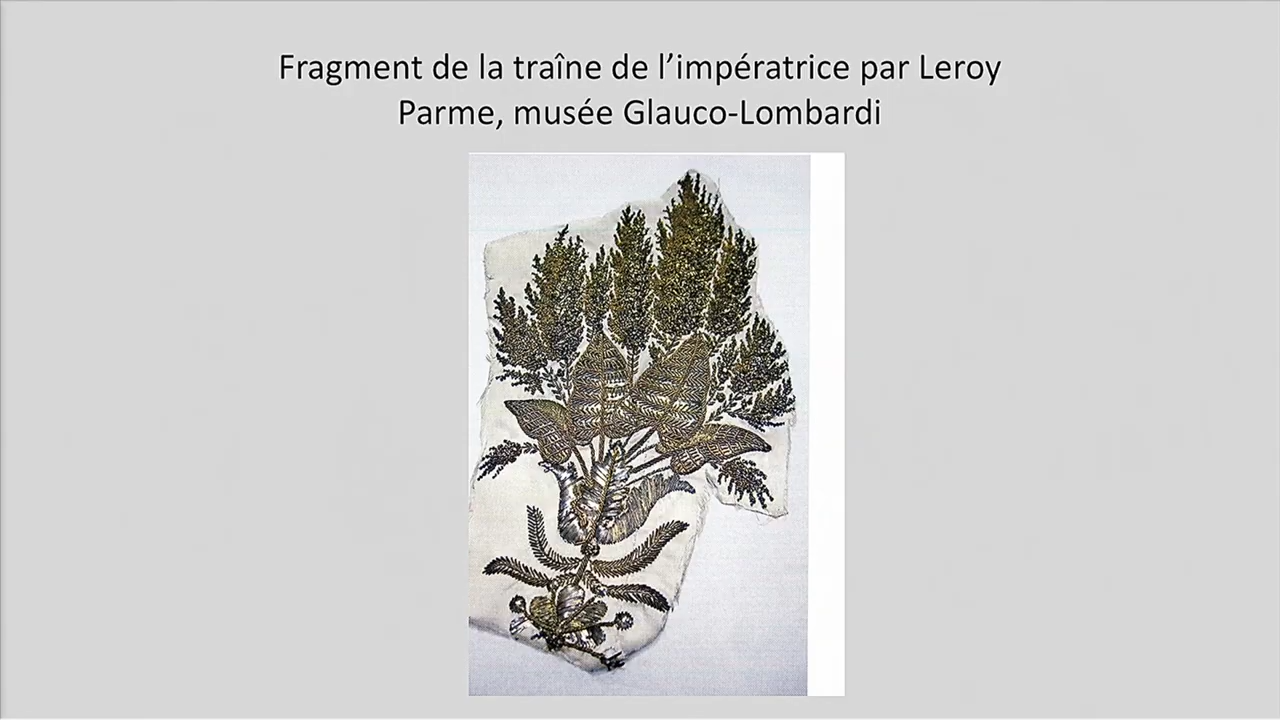 Fragment de la traîne de l’impératrice par Leroy
Parme, musée Glauco-Lombardi